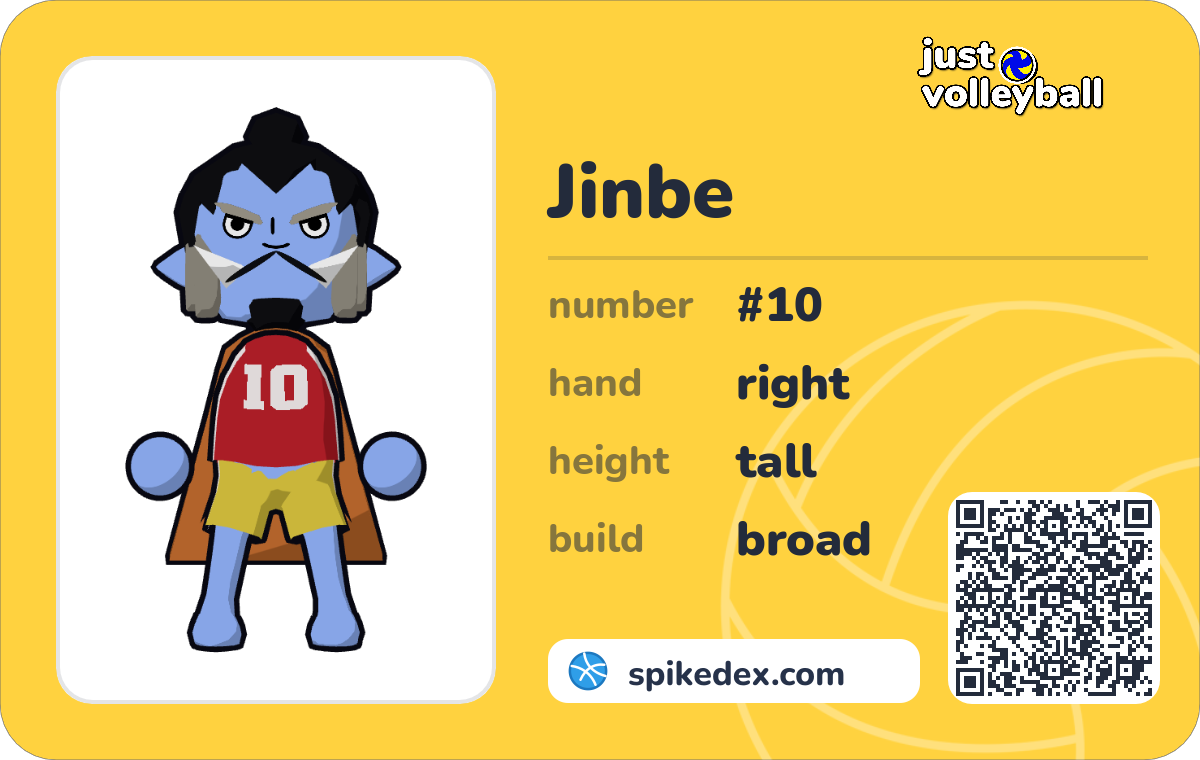 just
volleyball
Jinbe
number #10
hand right
height tall
build broad
10
spikedex.com